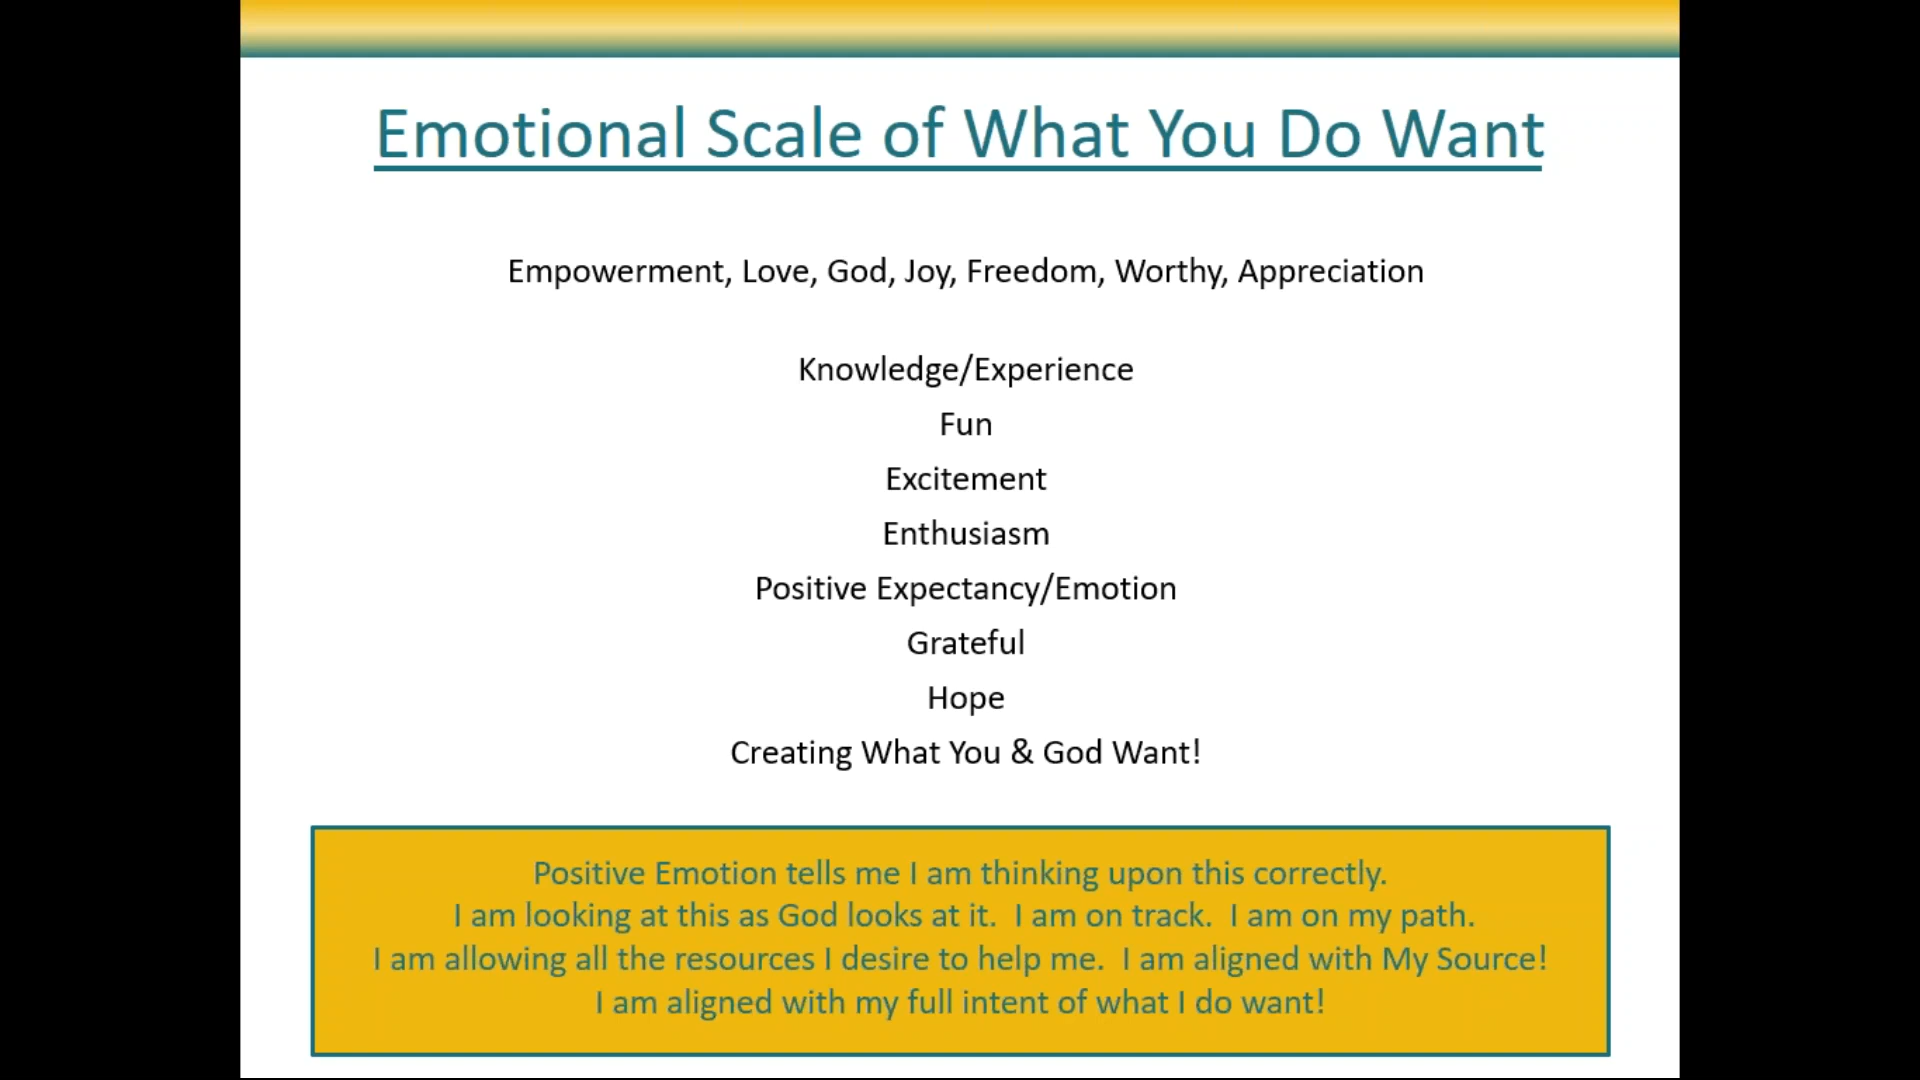 Emotional Scale of What You Do Want
Empowerment, Love, God, Joy, Freedom, Worthy, Appreciation
Knowledge/Experience
Fun
Excitement
Enthusiasm
Positive Expectancy/Emotion
Grateful
Hope
Creating What You & God Want!
Positive Emotion tells me I am thinking upon this correctly.
I am looking at this as God looks at it.  I am on track.  I am on my path.
I am allowing all the resources I desire to help me.  I am aligned with My Source!
I am aligned with my full intent of what I do want!